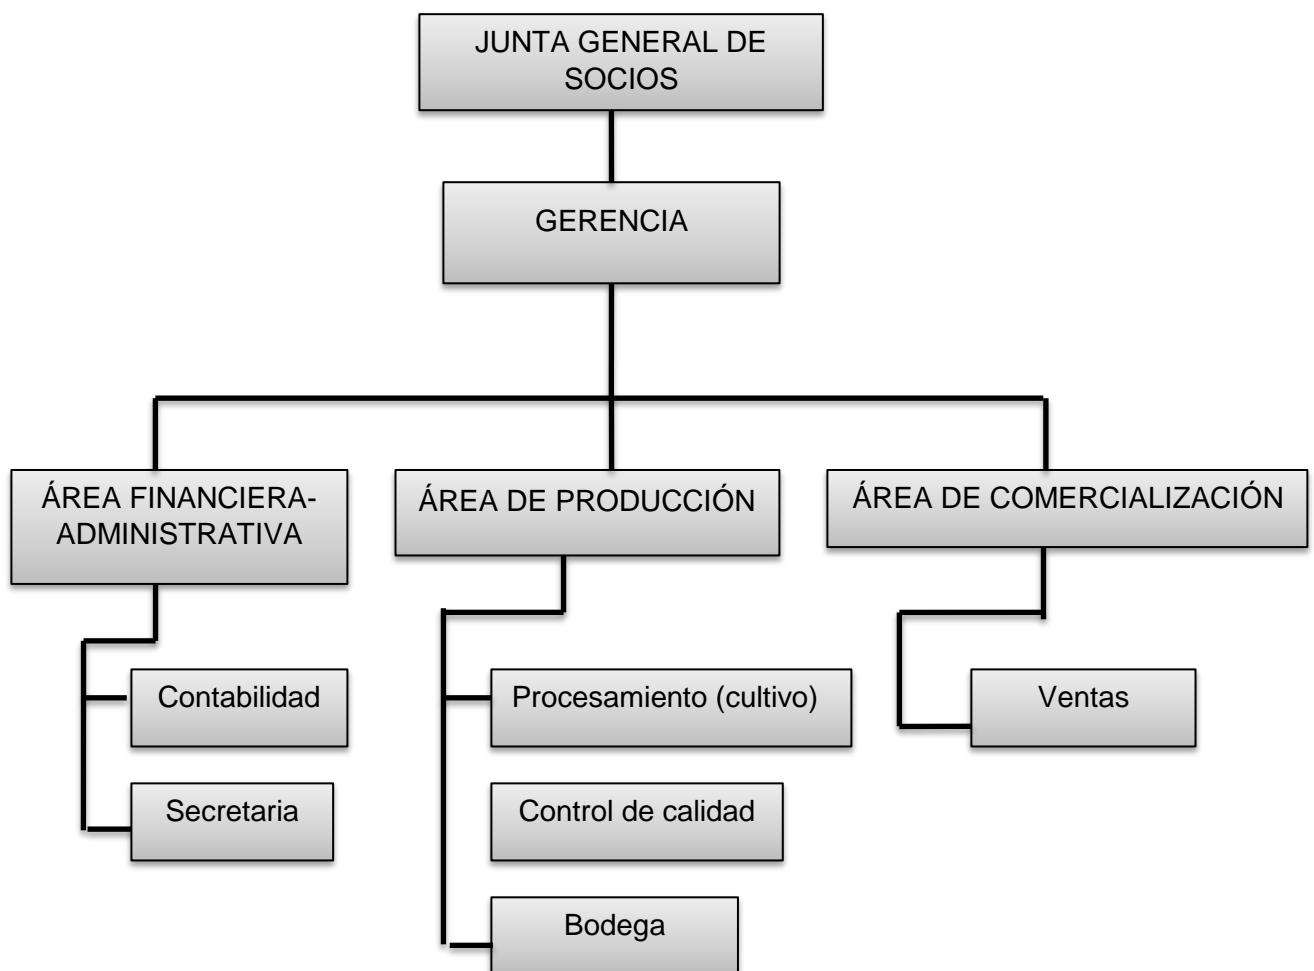 JUNTA GENERAL DE
SOCIOS
GERENCIA
ÁREA FINANCIERA-
ADMINISTRATIVA
ÁREA DE PRODUCCIÓN
ÁREA DE COMERCIALIZACIÓN
Contabilidad
Procesamiento (cultivo)
Ventas
Secretaria
Control de calidad
Bodega